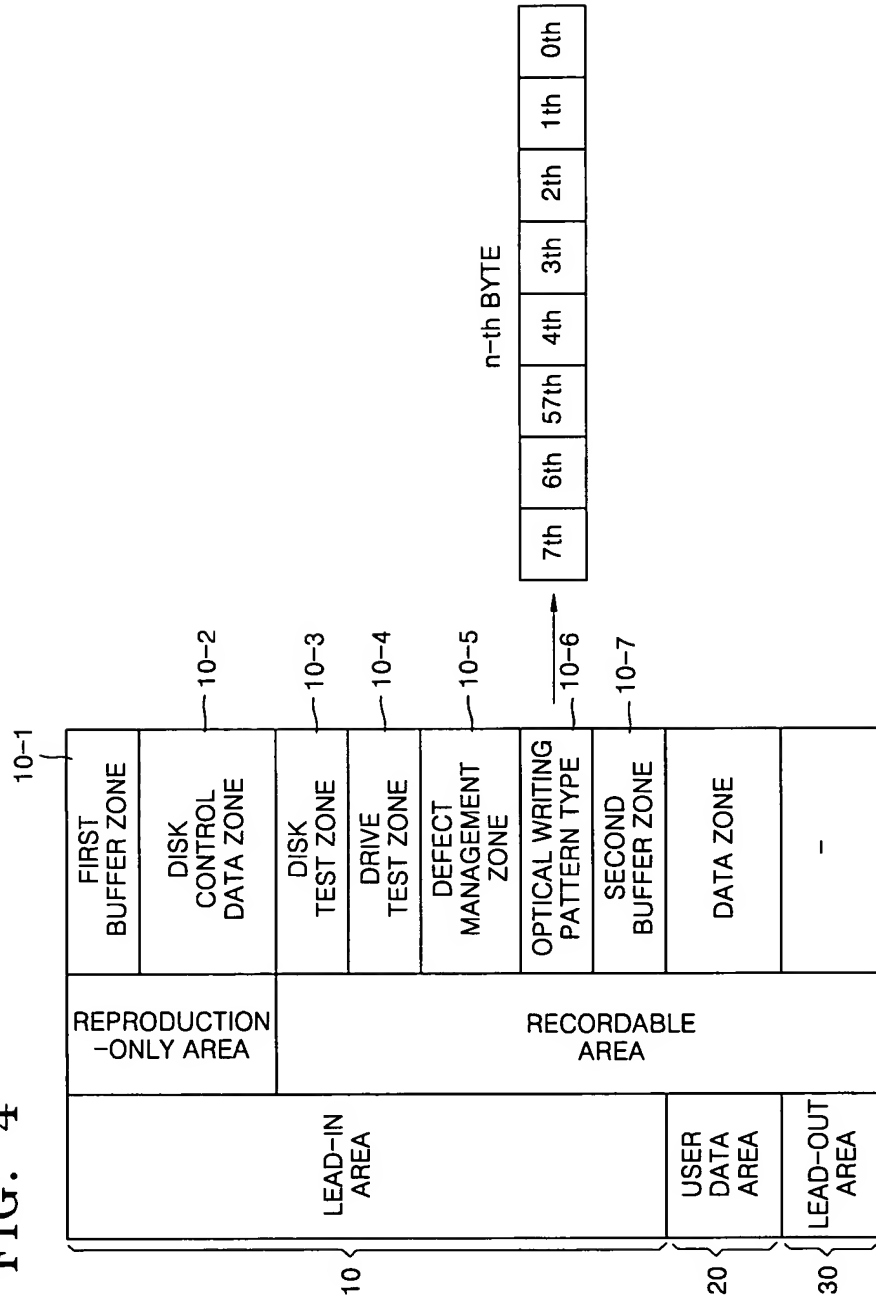 FIG. 4
10
20
30
LEAD-IN
AREA
USER
DATA
AREA
LEAD-OUT
AREA
REPRODUCTION
-ONLY AREA
RECORDABLE
AREA
FIRST
BUFFER ZONE
DISK
CONTROL
DATA ZONE
DISK
TEST ZONE
DRIVE
TEST ZONE
DEFECT
MANAGEMENT
ZONE
OPTICAL WRITING
PATTERN TYPE
SECOND
BUFFER ZONE
DATA ZONE
–
10-1
10-2
10-3
10-4
10-5
10-6
10-7
n-th BYTE
7th 6th 57th 4th 3th 2th 1th 0th